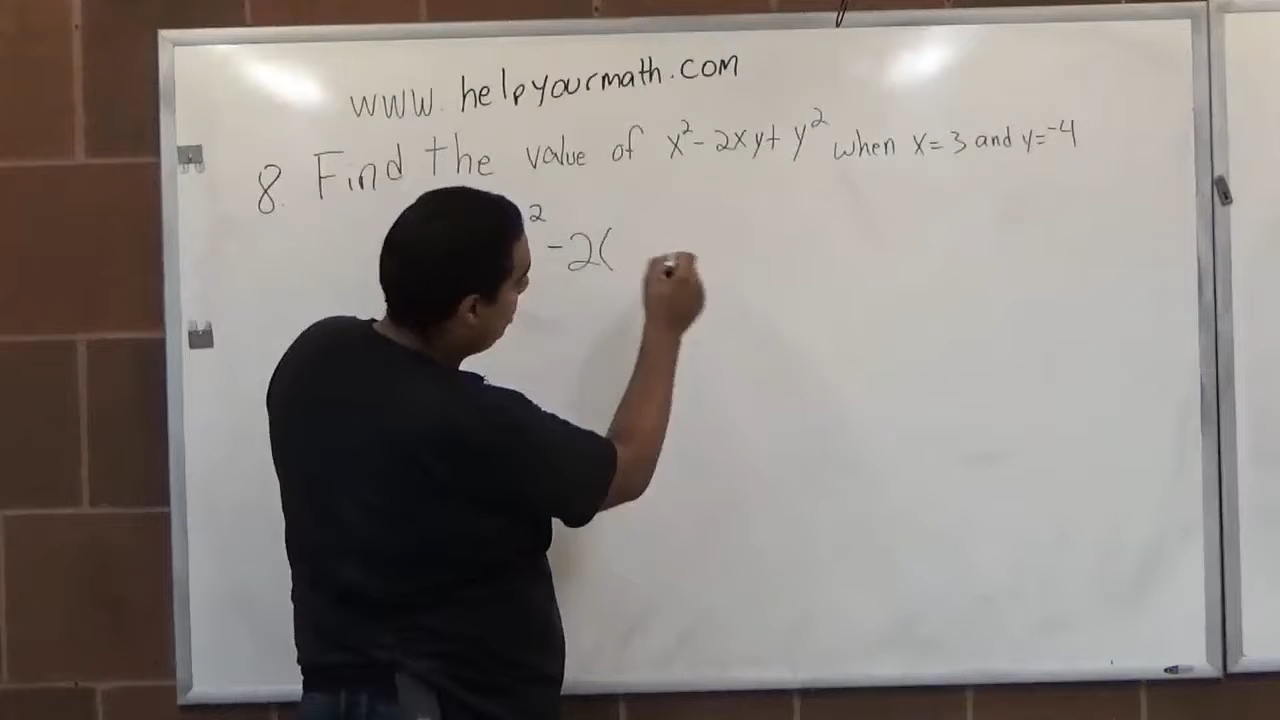 www.helpyourmath.com
8. Find the value of x² - 2xy + y² when x = 3 and y = -4
² - 2(